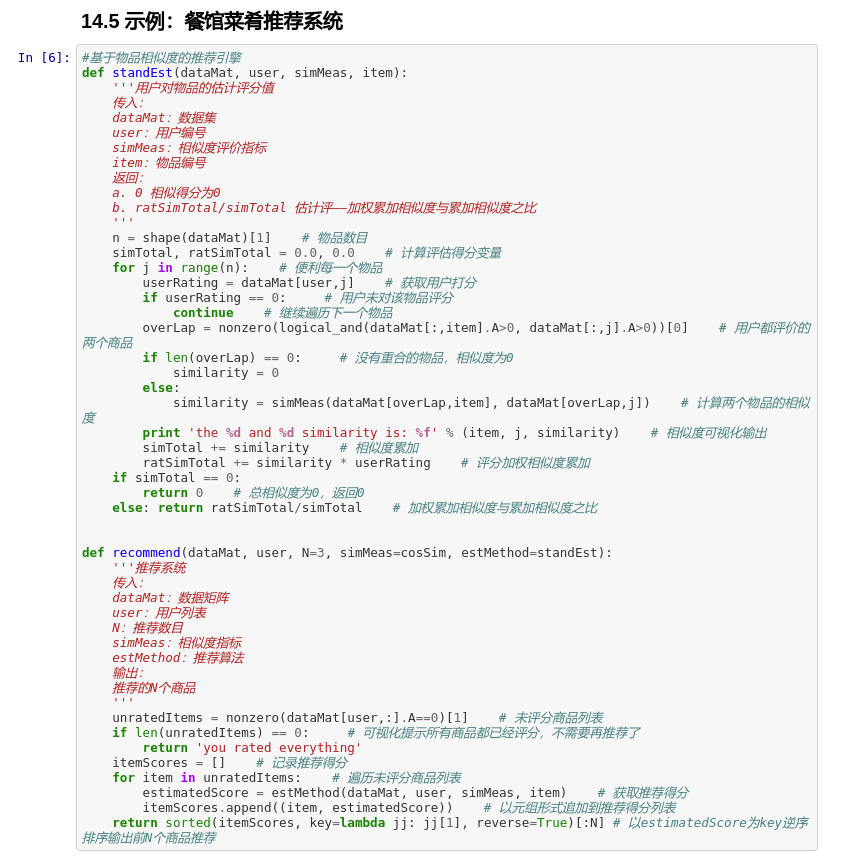 14.5 示例：餐馆菜肴推荐系统
In [6]: #基于物品相似度的推荐引擎
def standEst(dataMat, user, simMeas, item):
    '''用户对物品的估计评分值
    传入：
    dataMat：数据集
    user：用户编号
    simMeas：相似度评价指标
    item：物品编号
    返回：
    a. 0 相似得分为0
    b. ratSimTotal/simTotal 估计评——加权累加相似度与累加相似度之比
    '''
    n = shape(dataMat)[1]    # 物品数目
    simTotal, ratSimTotal = 0.0, 0.0    # 计算评估得分变量
    for j in range(n):    # 便利每一个物品
        userRating = dataMat[user,j]    # 获取用户打分
        if userRating == 0:     # 用户未对该物品评分
            continue    # 继续遍历下一个物品
        overLap = nonzero(logical_and(dataMat[:,item].A>0, dataMat[:,j].A>0))[0]    # 用户都评价的
两个商品
        if len(overLap) == 0:     # 没有重合的物品，相似度为0
            similarity = 0
        else:
            similarity = simMeas(dataMat[overLap,item], dataMat[overLap,j])    # 计算两个物品的相似
度
        print 'the %d and %d similarity is: %f' % (item, j, similarity)    # 相似度可视化输出
        simTotal += similarity    # 相似度累加
        ratSimTotal += similarity * userRating    # 评分加权相似度累加
    if simTotal == 0:
        return 0    # 总相似度为0，返回0
    else: return ratSimTotal/simTotal    # 加权累加相似度与累加相似度之比
def recommend(dataMat, user, N=3, simMeas=cosSim, estMethod=standEst):
    '''推荐系统
    传入：
    dataMat：数据矩阵
    user：用户列表
    N：推荐数目
    simMeas：相似度指标
    estMethod：推荐算法
    输出：
    推荐的N个商品
    '''
    unratedItems = nonzero(dataMat[user,:].A==0)[1]    # 未评分商品列表
    if len(unratedItems) == 0:     # 可视化提示所有商品都已经评分，不需要再推荐了
        return 'you rated everything'
    itemScores = []    # 记录推荐得分
    for item in unratedItems:    # 遍历未评分商品列表
        estimatedScore = estMethod(dataMat, user, simMeas, item)    # 获取推荐得分
        itemScores.append((item, estimatedScore))    # 以元组形式追加到推荐得分列表
    return sorted(itemScores, key=lambda jj: jj[1], reverse=True)[:N] # 以estimatedScore为key逆序
排序输出前N个商品推荐